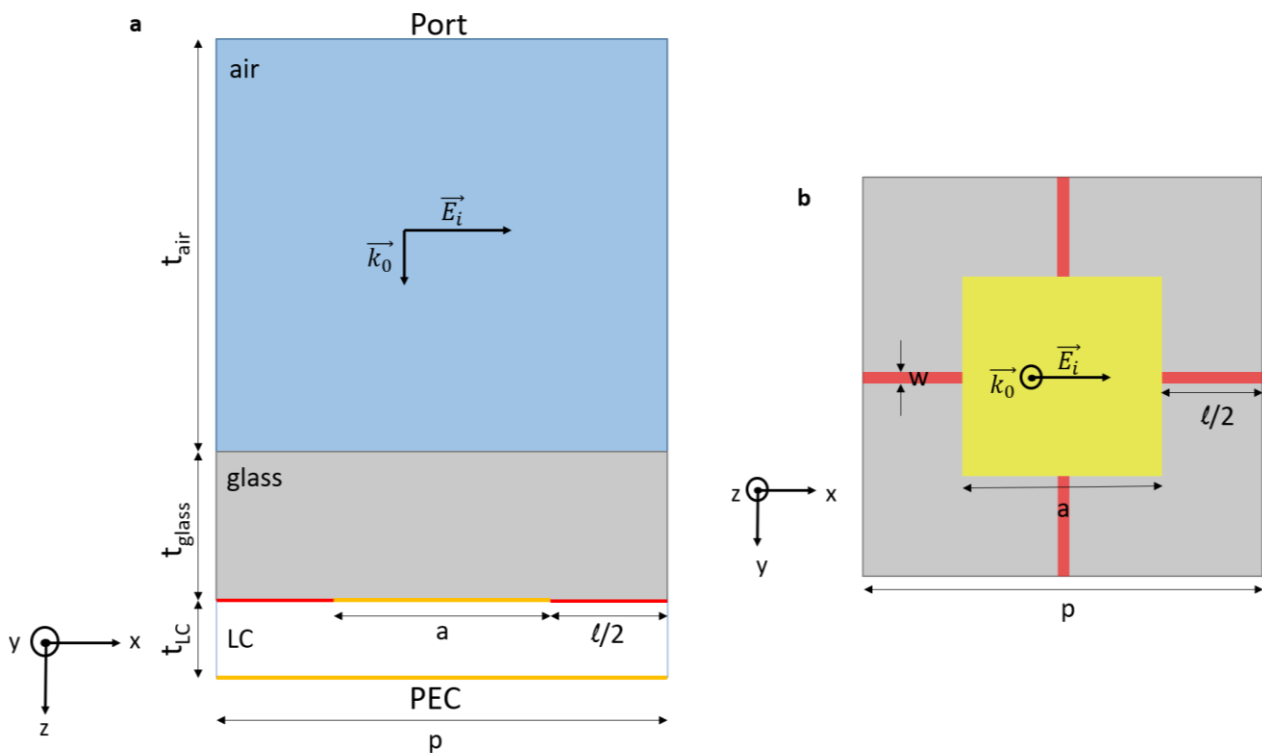 a
Port
air
t_air
E_i
k_0
glass
t_glass
a
ℓ/2
t_LC
LC
PEC
p
y
x
z
b
w
k_0
E_i
ℓ/2
a
p
z
x
y